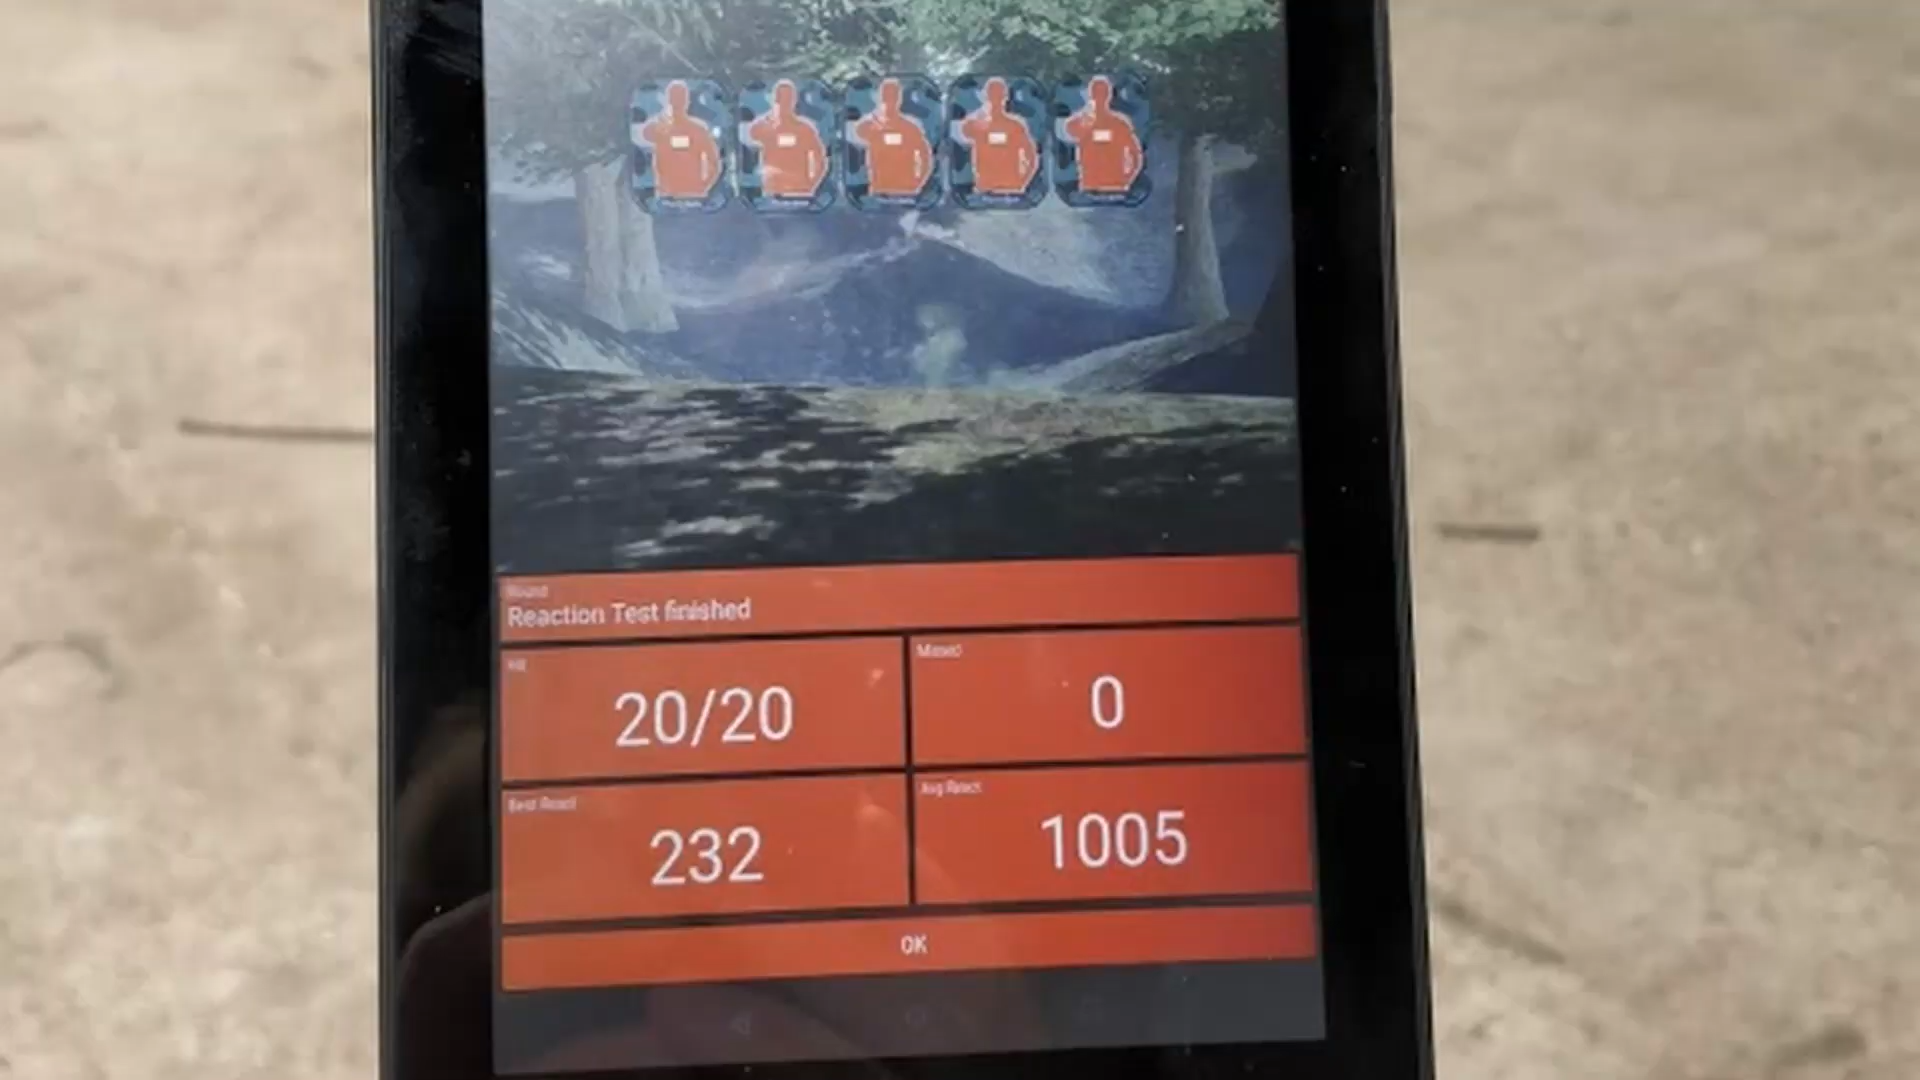 Round
Reaction Test finished
Hit
Missed
20/20
0
Best React
Avg React
232
1005
OK